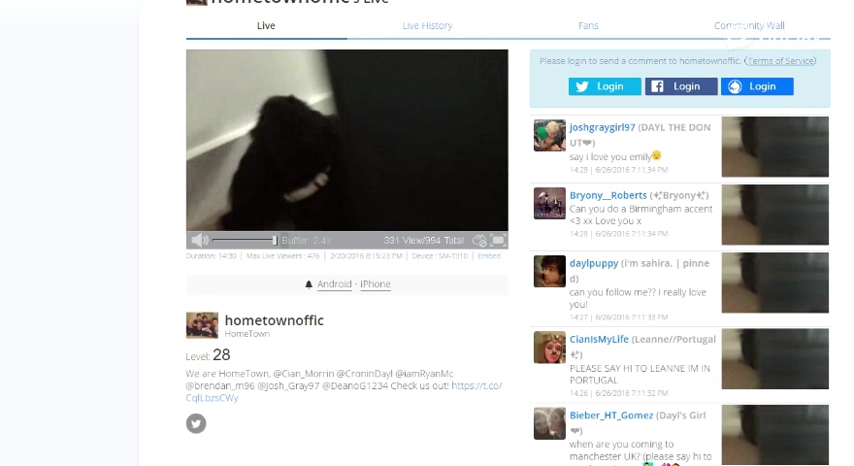 Live
Live History
Fans
Community Wall
Please login to send a comment to hometownoffic. (Terms of Service)
Login
Login
Login
joshgraygirl97 (DAYL THE DON
UT❤)
say i love you emily😥
14:28 | 6/26/2016 7:11:34 PM
Bryony__Roberts (✨Bryony✨)
Can you do a Birmingham accent
<3 xx Love you x
14:28 | 6/26/2016 7:11:34 PM
daylpuppy (i'm sahira. | pinne
d)
can you follow me?? I really love
you!
14:27 | 6/26/2016 7:11:33 PM
CianIsMyLife (Leanne//Portugal
✨)
PLEASE SAY HI TO LEANNE IM IN
PORTUGAL
14:26 | 6/26/2016 7:11:32 PM
Bieber_HT_Gomez (Dayl's Girl
❤)
when are you coming to
manchester UK? (please say hi to
Buffer: 2.4s
331 View/994 Total
Duration: 14:30 | Max Live Viewers : 476 | 2/20/2016 8:15:23 PM | Device : SM-T310 | Embed
Android - iPhone
hometownoffic
HomeTown
Level: 28
We are HomeTown, @Cian_Morrin @CroninDayl @iamRyanMc
@brendan_m96 @Josh_Gray97 @DeanoG1234 Check us out! https://t.co/
CqlLbzsCWy